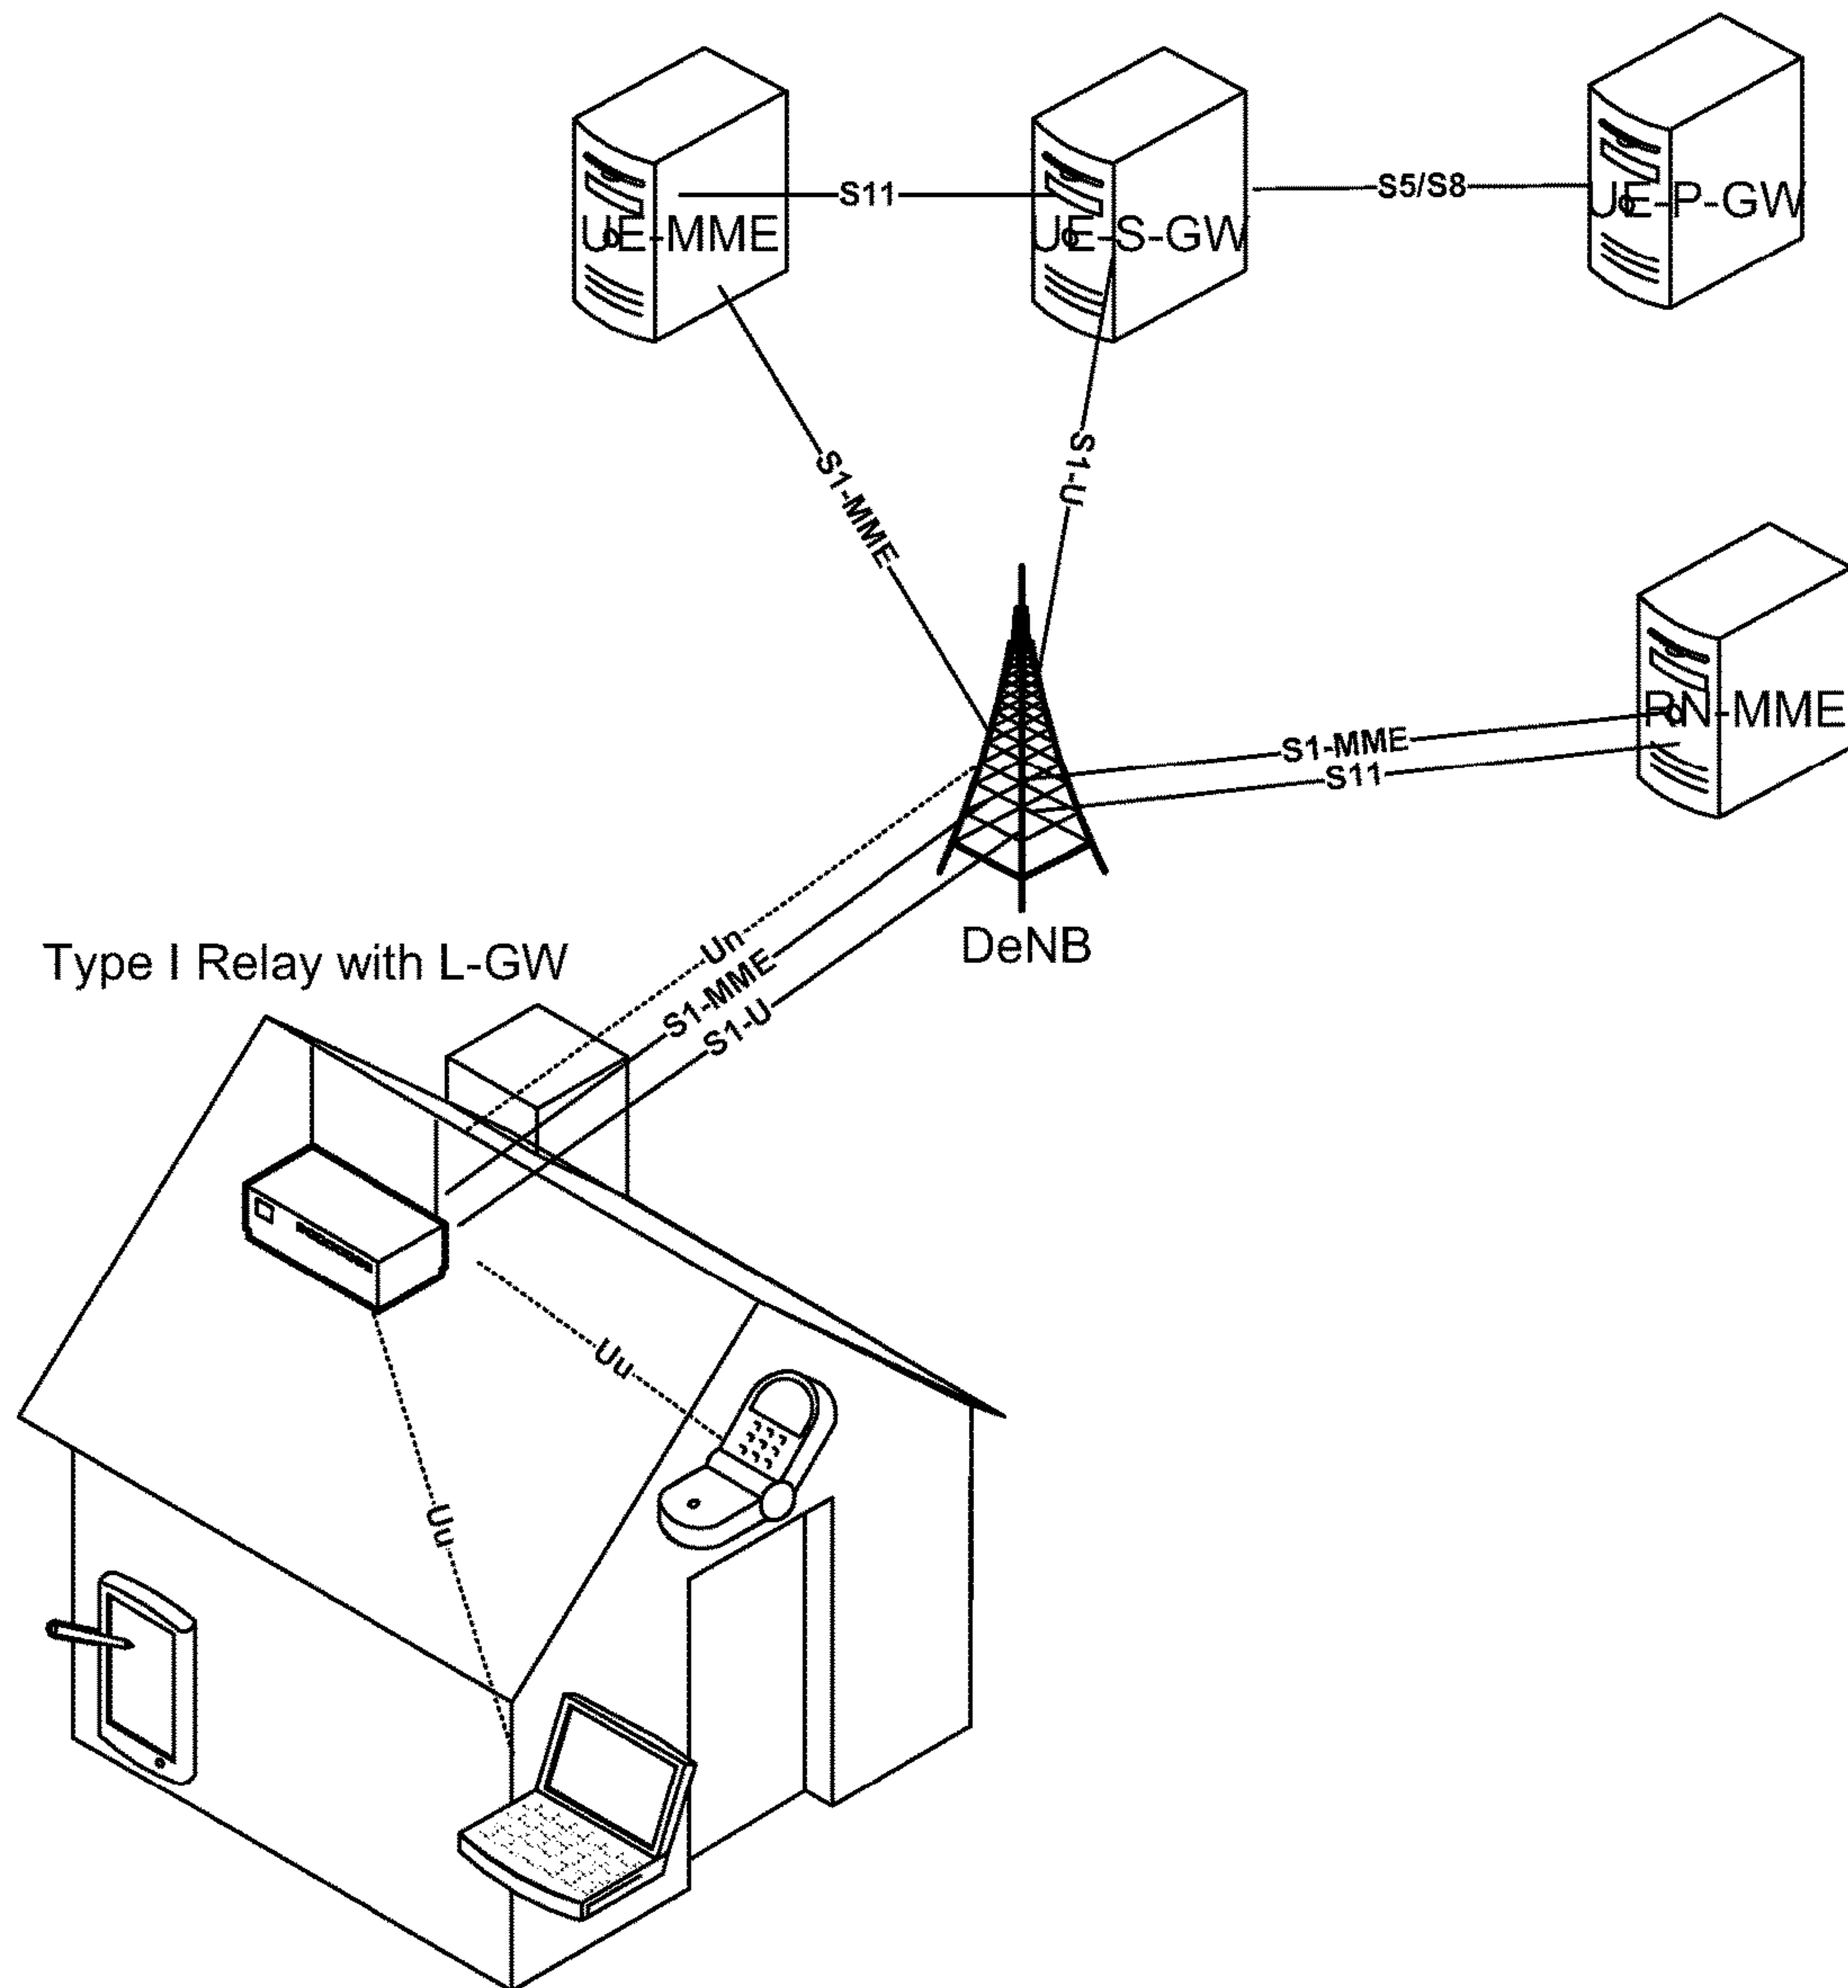 S11
S5/S8
UE-MME
UE-S-GW
UE-P-GW
S1-MME
S1-U
RN-MME
S1-MME
S11
Un
DeNB
Type I Relay with L-GW
S1-MME
S1-U
Uu
Uu